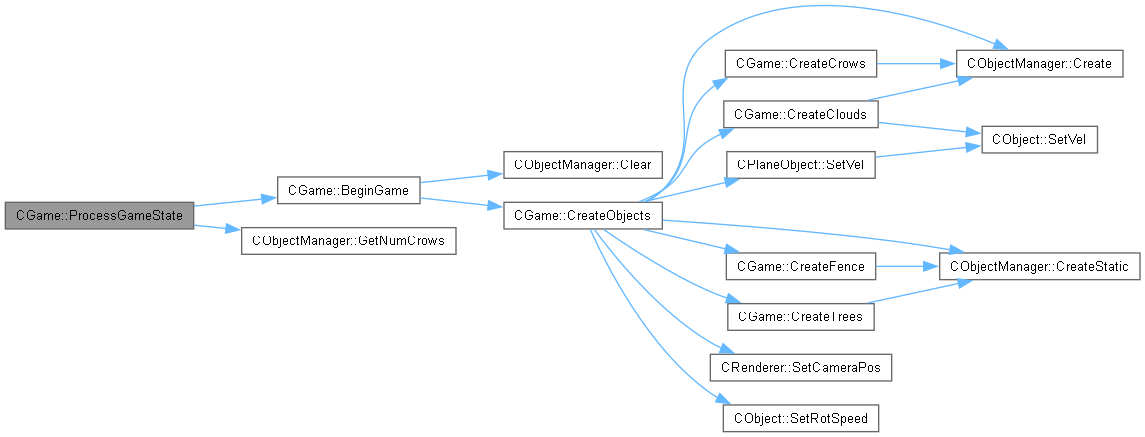 CGame::ProcessGameState
CGame::BeginGame
CObjectManager::GetNumCrows
CObjectManager::Clear
CGame::CreateObjects
CGame::CreateCrows
CGame::CreateClouds
CPlaneObject::SetVel
CGame::CreateFence
CGame::CreateTrees
CRenderer::SetCameraPos
CObject::SetRotSpeed
CObjectManager::Create
CObject::SetVel
CObjectManager::CreateStatic